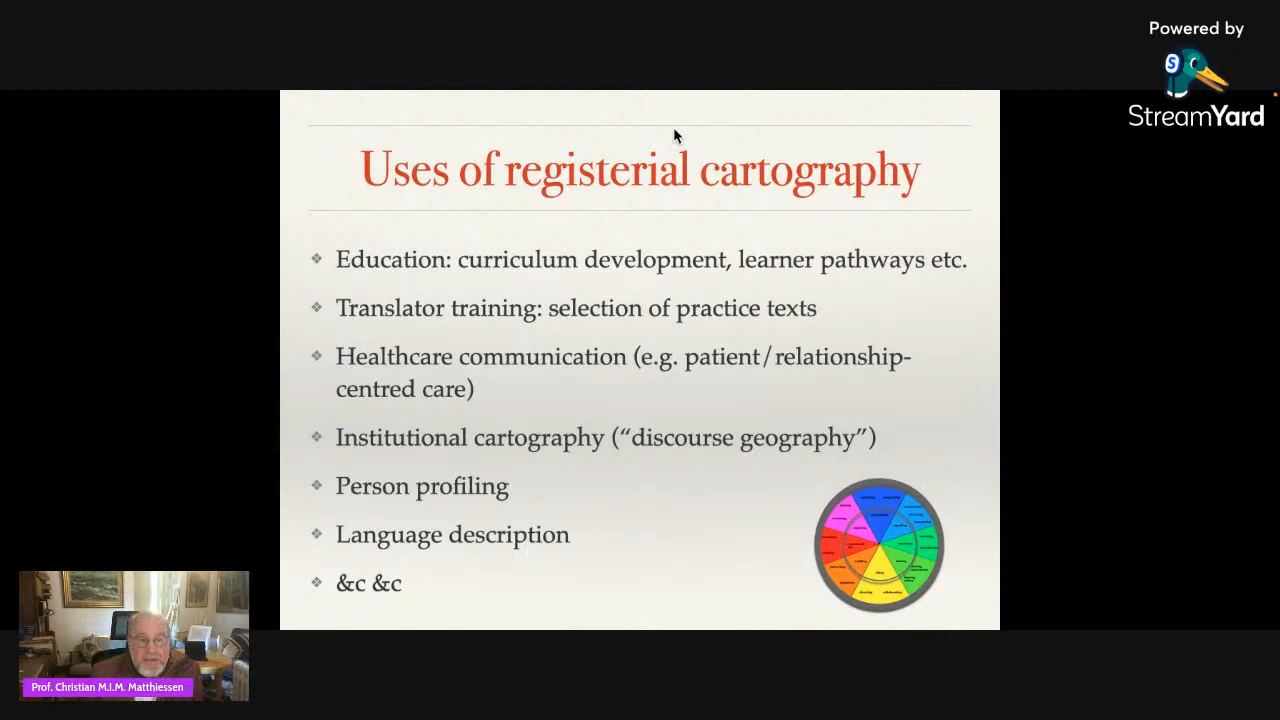 Powered by
S
StreamYard
Uses of registerial cartography
❖ Education: curriculum development, learner pathways etc.
❖ Translator training: selection of practice texts
❖ Healthcare communication (e.g. patient/relationship-
centred care)
❖ Institutional cartography (“discourse geography”)
❖ Person profiling
❖ Language description
❖ &c &c
Prof. Christian M.I.M. Matthiessen